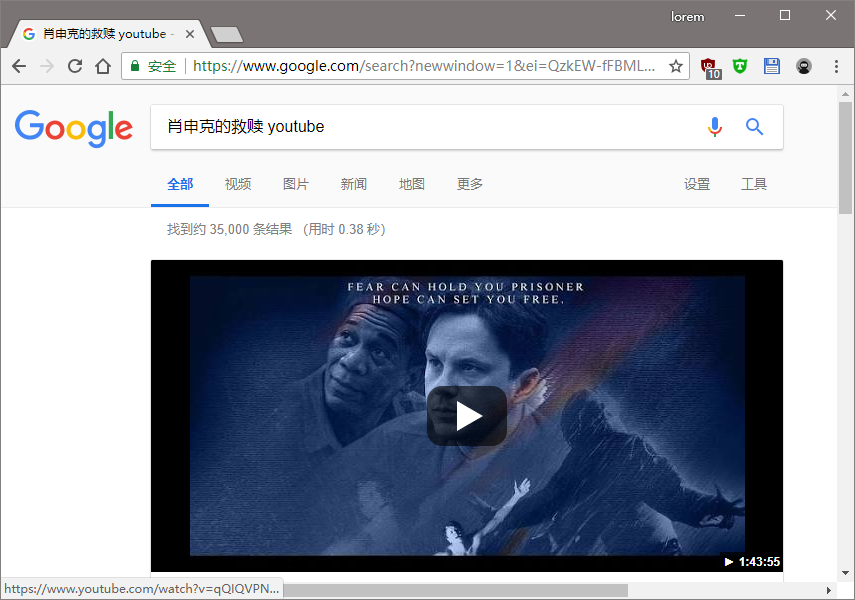 lorem
肖申克的救赎 youtube -
安全
https://www.google.com/search?newwindow=1&ei=QzkEW-fFBML...
10
Google
肖申克的救赎 youtube
全部 视频 图片 新闻 地图 更多 设置 工具
找到约 35,000 条结果 (用时 0.38 秒)
FEAR CAN HOLD YOU PRISONER
HOPE CAN SET YOU FREE.
1:43:55
https://www.youtube.com/watch?v=qQIQVPN...